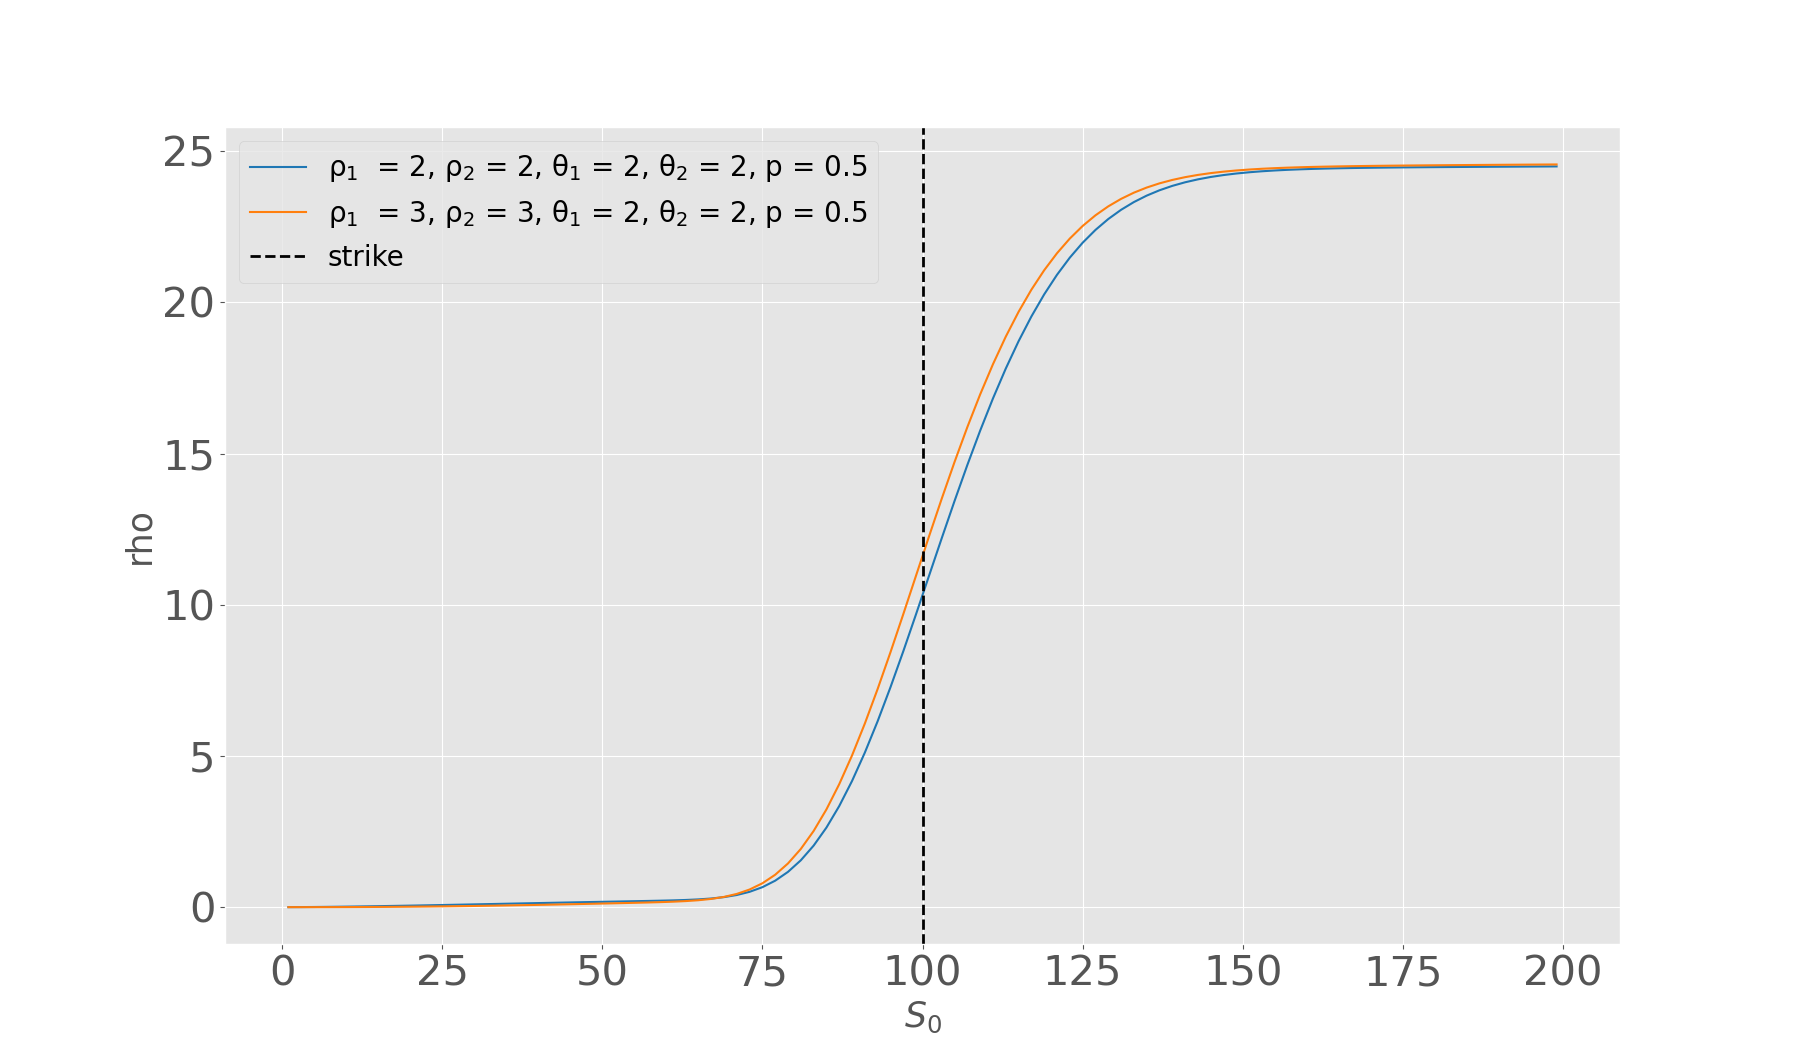 ρ₁ = 2, ρ₂ = 2, θ₁ = 2, θ₂ = 2, p = 0.5
ρ₁ = 3, ρ₂ = 3, θ₁ = 2, θ₂ = 2, p = 0.5
strike
25
20
15
10
5
0
rho
0 25 50 75 100 125 150 175 200
S₀